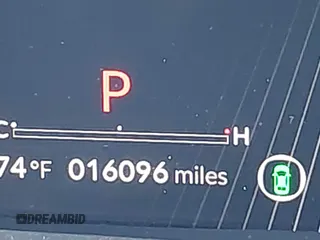 P
C H
74°F 016096 miles
DREAMBID